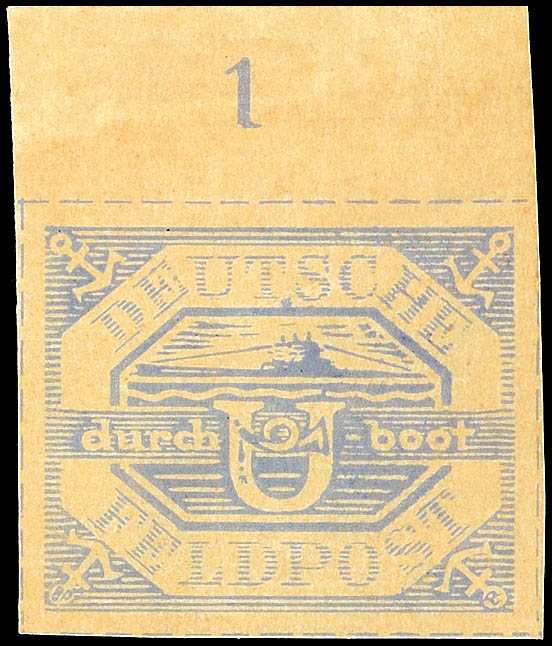 1
DEUTSCHE
durch U-boot
FELDPOST